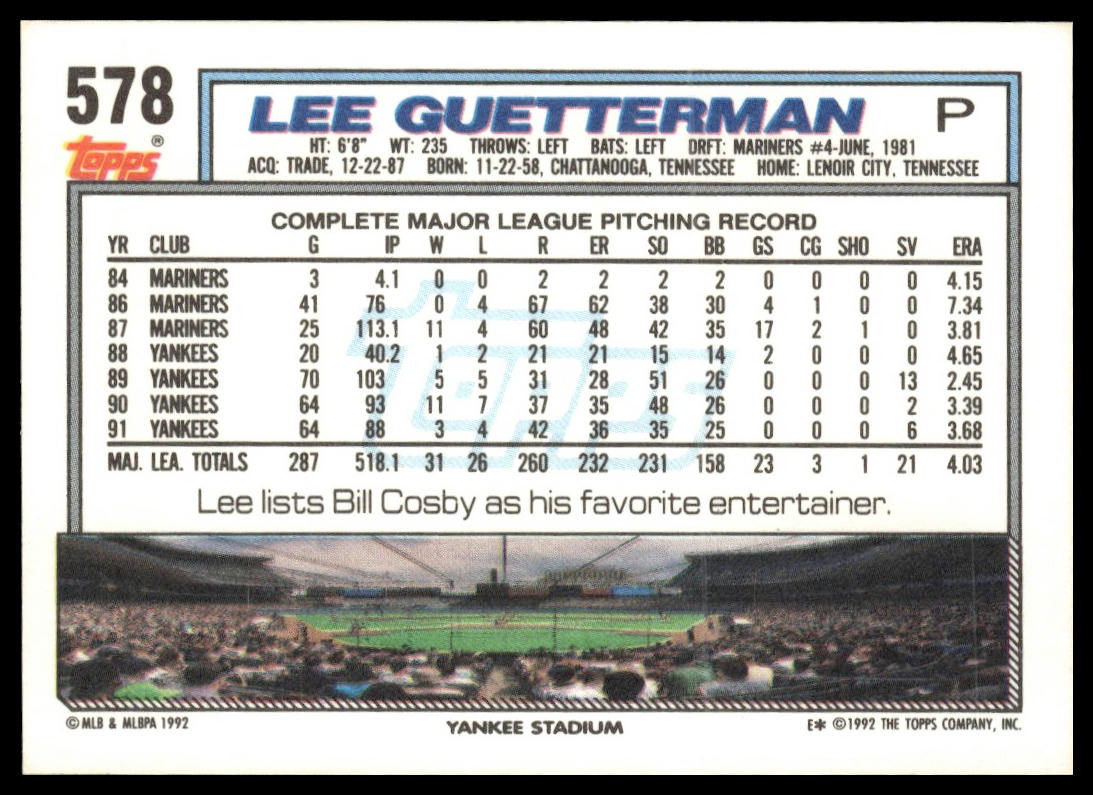 578
topps®
LEE GUETTERMAN P
HT: 6'8" WT: 235 THROWS: LEFT BATS: LEFT DRFT: MARINERS #4-JUNE, 1981
ACQ: TRADE, 12-22-87 BORN: 11-22-58, CHATTANOOGA, TENNESSEE HOME: LENOIR CITY, TENNESSEE
COMPLETE MAJOR LEAGUE PITCHING RECORD
YR CLUB G IP W L R ER SO BB GS CG SHO SV ERA
84 MARINERS 3 4.1 0 0 2 2 2 2 0 0 0 0 4.15
86 MARINERS 41 76 0 4 67 62 38 30 4 1 0 0 7.34
87 MARINERS 25 113.1 11 4 60 48 42 35 17 2 1 0 3.81
88 YANKEES 20 40.2 1 2 21 21 15 14 2 0 0 0 4.65
89 YANKEES 70 103 5 5 31 28 51 26 0 0 0 13 2.45
90 YANKEES 64 93 11 7 37 35 48 26 0 0 0 2 3.39
91 YANKEES 64 88 3 4 42 36 35 25 0 0 0 6 3.68
MAJ. LEA. TOTALS 287 518.1 31 26 260 232 231 158 23 3 1 21 4.03
topps
Lee lists Bill Cosby as his favorite entertainer.
© MLB & MLBPA 1992 YANKEE STADIUM E* ©1992 THE TOPPS COMPANY, INC.